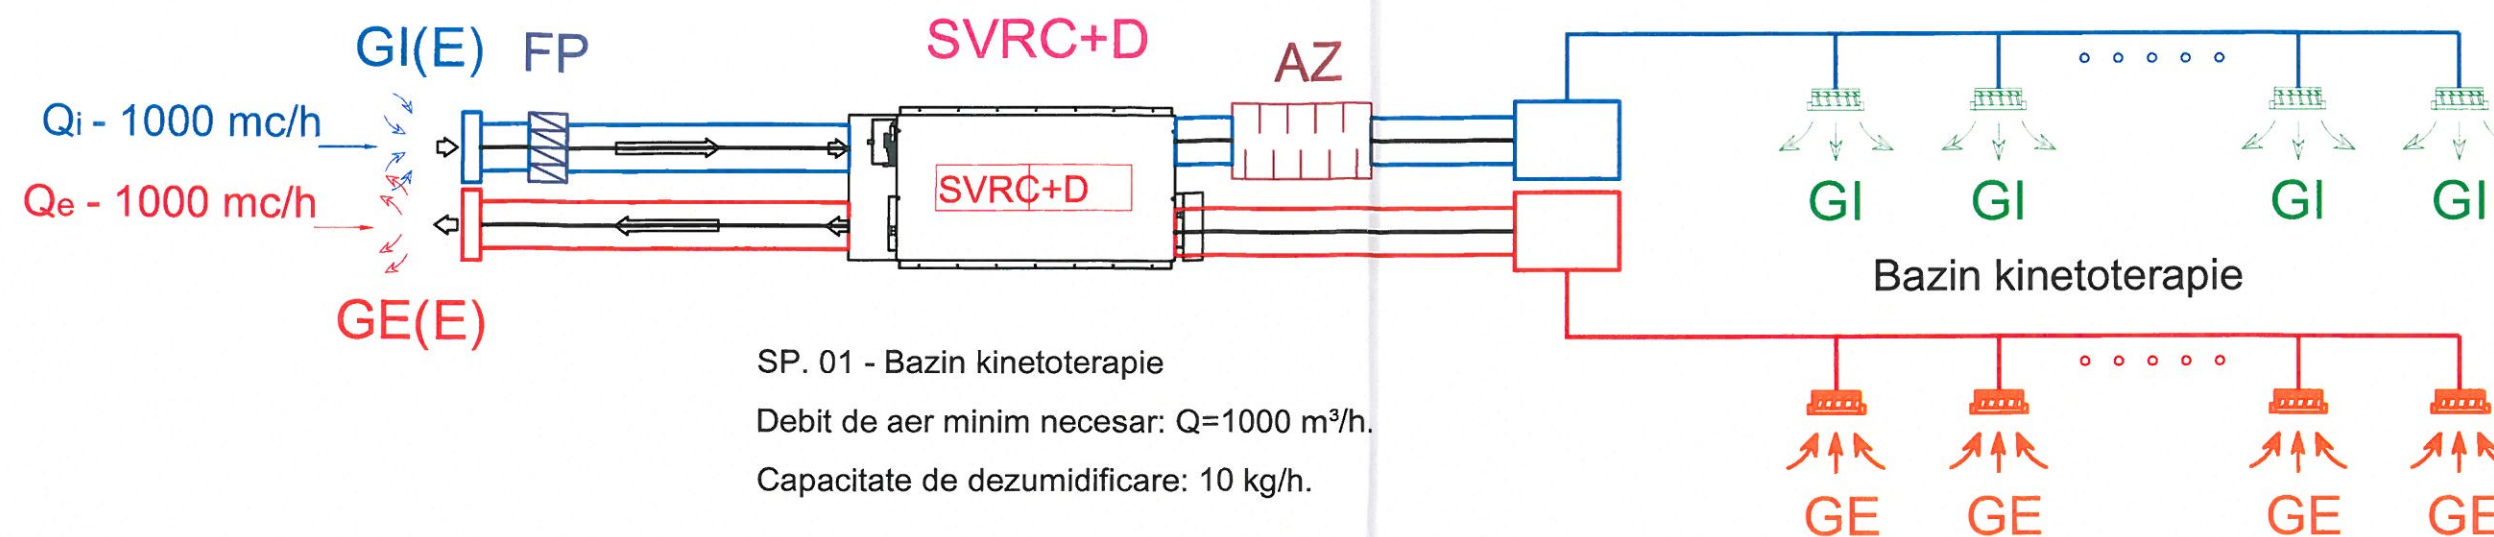 GI(E) FP SVRC+D AZ
Qi - 1000 mc/h
Qe - 1000 mc/h
SVRC+D
GE(E)
GI GI GI GI
Bazin kinetoterapie
SP. 01 - Bazin kinetoterapie
Debit de aer minim necesar: Q=1000 m³/h.
Capacitate de dezumidificare: 10 kg/h.
GE GE GE GE